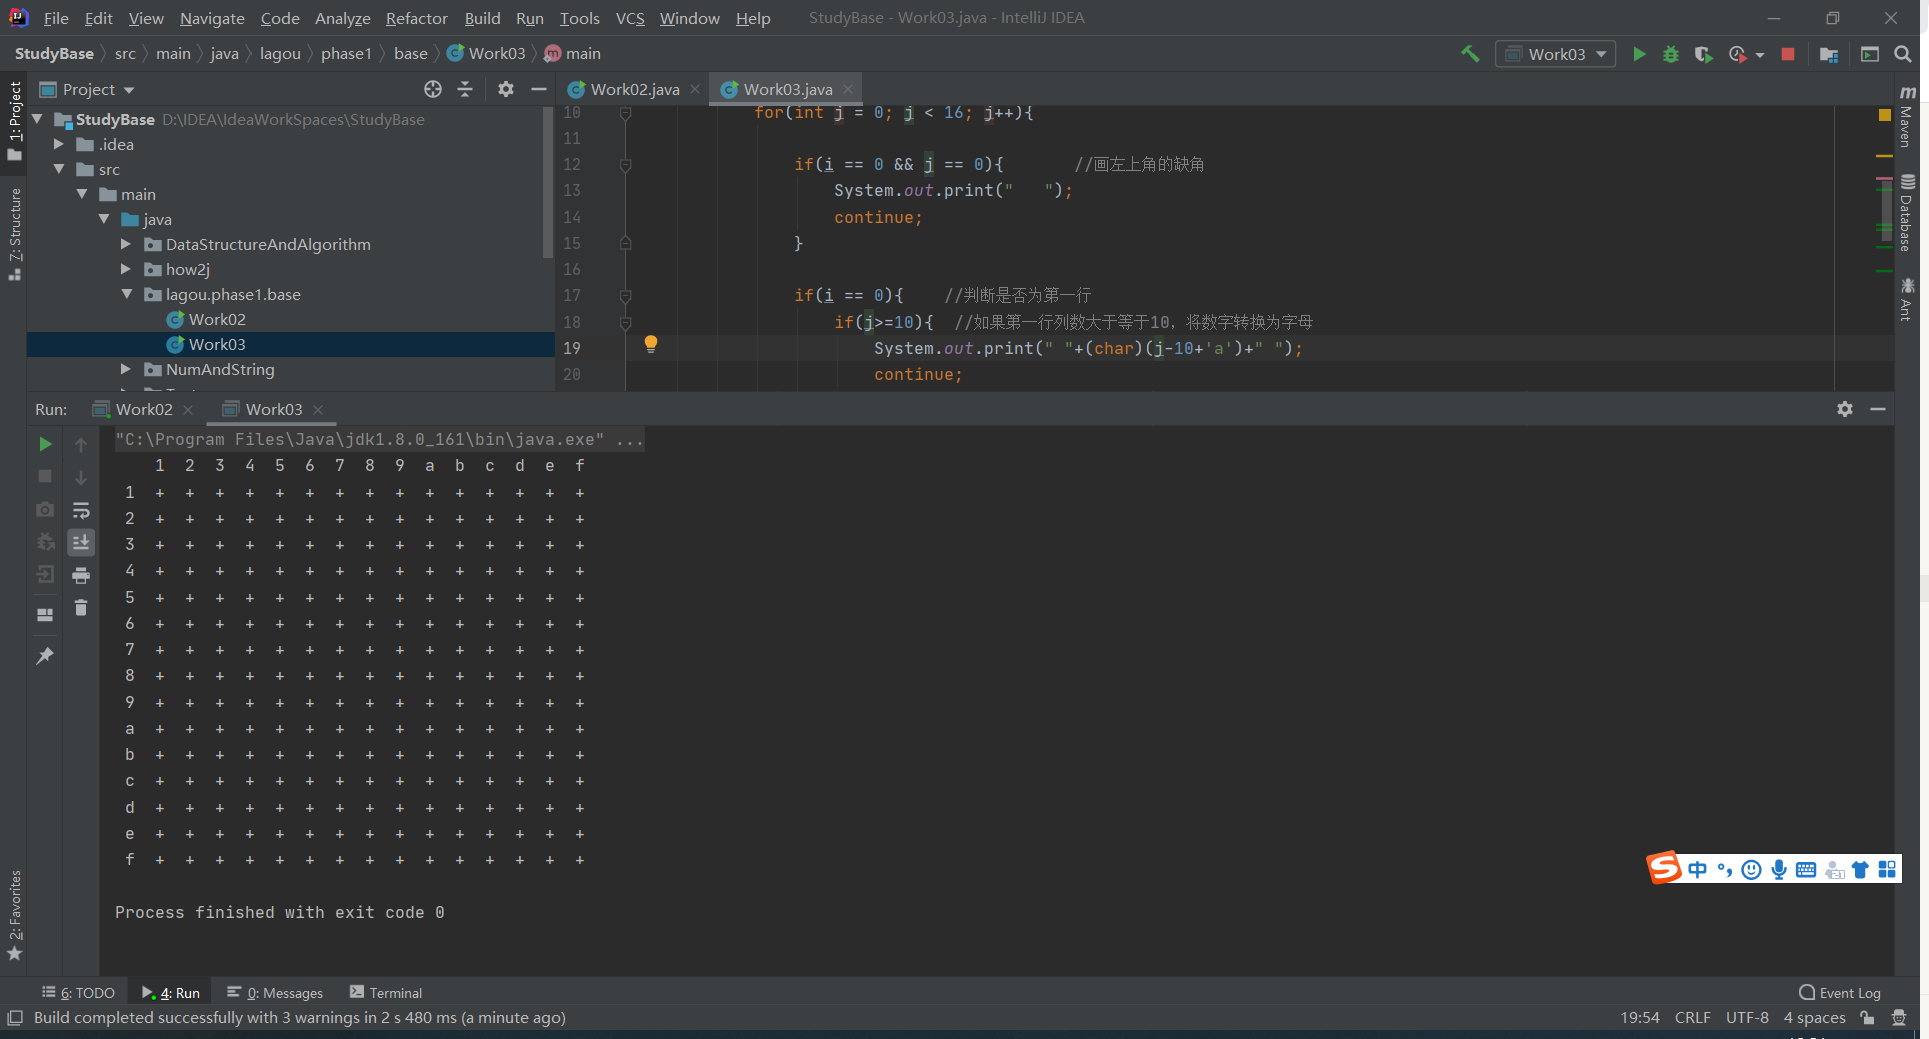 File Edit View Navigate Code Analyze Refactor Build Run Tools VCS Window Help StudyBase - Work03.java - IntelliJ IDEA
StudyBase src main java lagou phase1 base Work03 main
Work03
Project
Work02.java
Work03.java
1: Project
7: Structure
2: Favorites
StudyBase D:\IDEA\IdeaWorkSpaces\StudyBase
.idea
src
main
java
DataStructureAndAlgorithm
how2j
lagou.phase1.base
Work02
Work03
NumAndString
10 for(int j = 0; j < 16; j++){
11
12 if(i == 0 && j == 0){ //画左上角的缺角
13 System.out.print("   ");
14 continue;
15 }
16
17 if(i == 0){ //判断是否为第一行
18 if(j>=10){ //如果第一行列数大于等于10，将数字转换为字母
19 System.out.print(" "+(char)(j-10+'a')+" ");
20 continue;
m
Maven
Database
Ant
Run: Work02 Work03
"C:\Program Files\Java\jdk1.8.0_161\bin\java.exe" ...
1 2 3 4 5 6 7 8 9 a b c d e f
1 + + + + + + + + + + + + + + +
2 + + + + + + + + + + + + + + +
3 + + + + + + + + + + + + + + +
4 + + + + + + + + + + + + + + +
5 + + + + + + + + + + + + + + +
6 + + + + + + + + + + + + + + +
7 + + + + + + + + + + + + + + +
8 + + + + + + + + + + + + + + +
9 + + + + + + + + + + + + + + +
a + + + + + + + + + + + + + + +
b + + + + + + + + + + + + + + +
c + + + + + + + + + + + + + + +
d + + + + + + + + + + + + + + +
e + + + + + + + + + + + + + + +
f + + + + + + + + + + + + + + +
Process finished with exit code 0
S 中 °,
6: TODO 4: Run 0: Messages Terminal Event Log
Build completed successfully with 3 warnings in 2 s 480 ms (a minute ago) 19:54 CRLF UTF-8 4 spaces